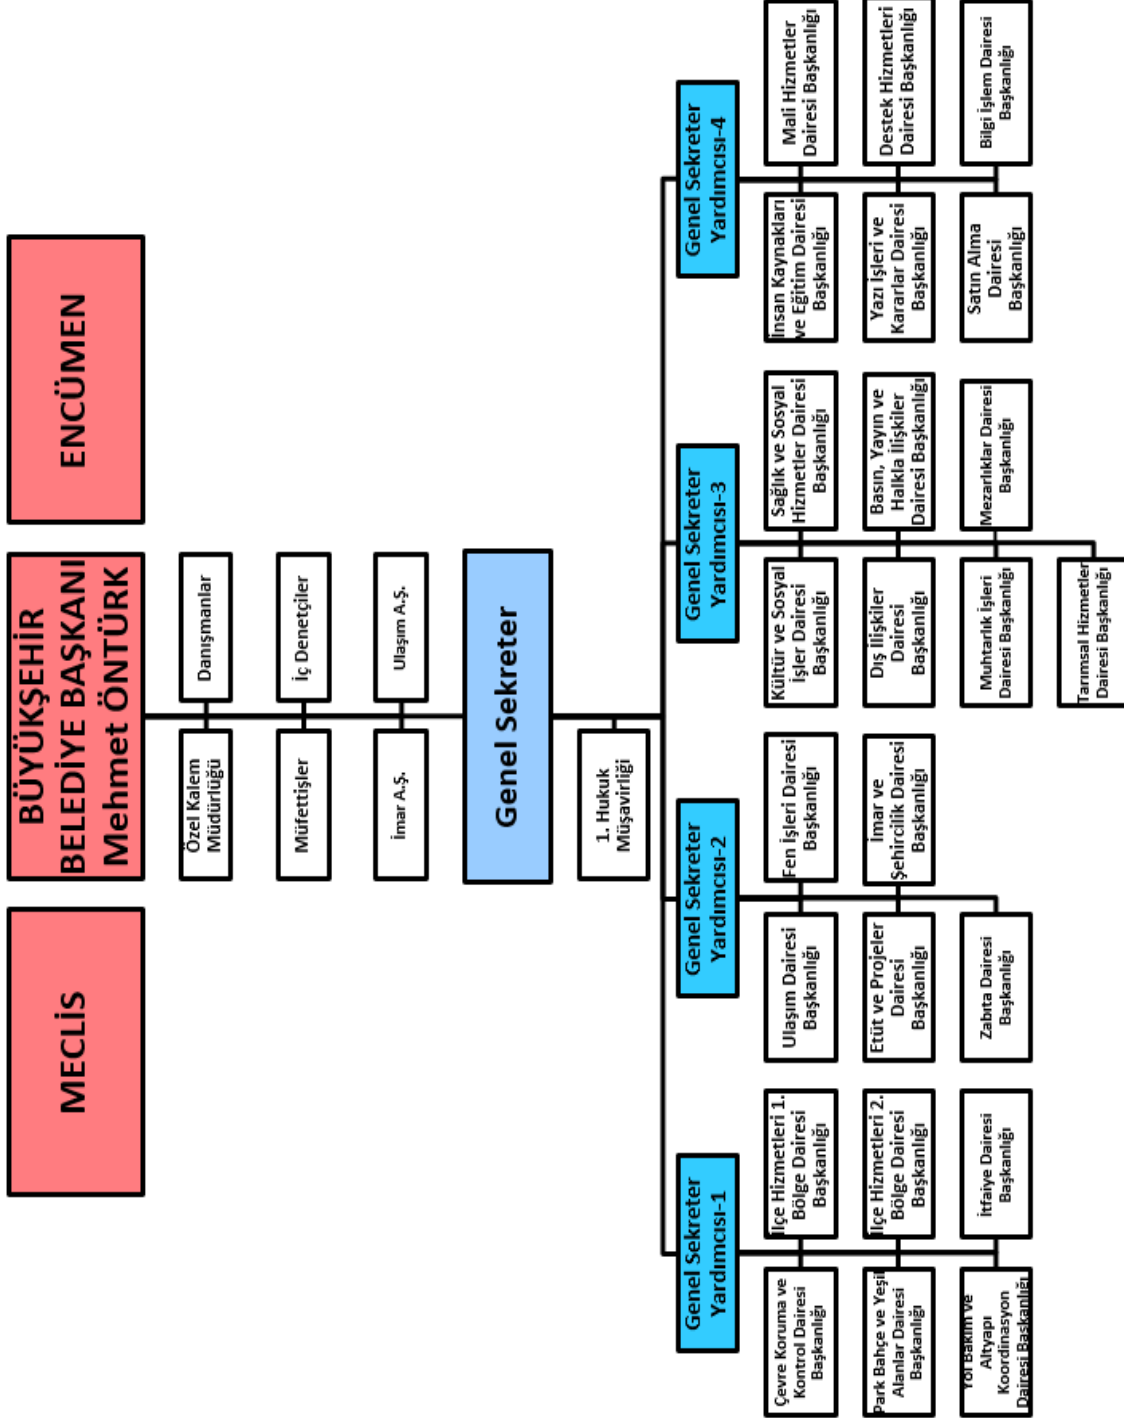 MECLİS
BÜYÜKŞEHİR
BELEDİYE BAŞKANI
Mehmet ÖNTÜRK
ENCÜMEN
Özel Kalem
Müdürlüğü
Danışmanlar
Müfettişler
İç Denetçiler
İmar A.Ş.
Ulaşım A.Ş.
Genel Sekreter
1. Hukuk
Müşavirliği
Genel Sekreter
Yardımcısı-1
Çevre Koruma ve
Kontrol Dairesi
Başkanlığı
İlçe Hizmetleri 1.
Bölge Dairesi
Başkanlığı
Park Bahçe ve Yeşil
Alanlar Dairesi
Başkanlığı
İlçe Hizmetleri 2.
Bölge Dairesi
Başkanlığı
Yol Bakım ve
Altyapı
Koordinasyon
Dairesi Başkanlığı
İtfaiye Dairesi
Başkanlığı
Genel Sekreter
Yardımcısı-2
Ulaşım Dairesi
Başkanlığı
Fen İşleri Dairesi
Başkanlığı
Etüt ve Projeler
Dairesi
Başkanlığı
İmar ve
Şehircilik Dairesi
Başkanlığı
Zabıta Dairesi
Başkanlığı
Genel Sekreter
Yardımcısı-3
Kültür ve Sosyal
İşler Dairesi
Başkanlığı
Sağlık ve Sosyal
Hizmetler Dairesi
Başkanlığı
Dış İlişkiler
Dairesi
Başkanlığı
Basın, Yayın ve
Halkla İlişkiler
Dairesi Başkanlığı
Muhtarlık İşleri
Dairesi Başkanlığı
Mezarlıklar Dairesi
Başkanlığı
Tarımsal Hizmetler
Dairesi Başkanlığı
Genel Sekreter
Yardımcısı-4
İnsan Kaynakları
ve Eğitim Dairesi
Başkanlığı
Mali Hizmetler
Dairesi Başkanlığı
Yazı İşleri ve
Kararlar Dairesi
Başkanlığı
Destek Hizmetleri
Dairesi Başkanlığı
Satın Alma
Dairesi
Başkanlığı
Bilgi İşlem Dairesi
Başkanlığı